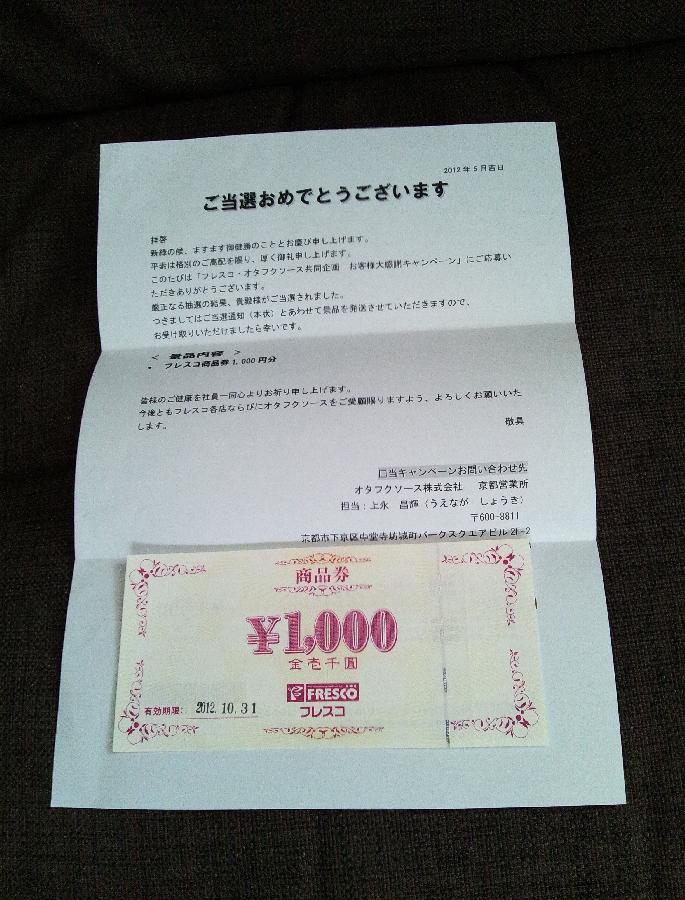 2012年5月吉日
ご当選おめでとうございます
拝啓
新緑の候、ますます御健勝のこととお慶び申し上げます。
平素は格別のご高配を賜り、厚く御礼申し上げます。
このたびは「フレスコ・オタフクソース共同企画　お客様大感謝キャンペーン」にご応募い
ただきありがとうございます。
厳正なる抽選の結果、貴殿様がご当選されました。
つきましてはご当選通知（本状）とあわせて景品を発送させていただきますので、
お受け取りいただけましたら幸いです。
＜　景品内容　＞
・　フレスコ商品券1,000円分
皆様のご健康を社員一同心よりお祈り申し上げます。
今後ともフレスコ各店ならびにオタフクソースをご愛顧賜りますよう、よろしくお願いいた
します。
敬具
□当キャンペーンお問い合わせ先
オタフクソース株式会社　京都営業所
担当：上永　昌輝（うえなが　しょうき）
〒600-8811
京都市下京区中堂寺坊城町パークスクエアビル2F-2
商品券
¥1,000
金壱千圓
FRESCO
フレスコ
有効期限： 2012.10.31